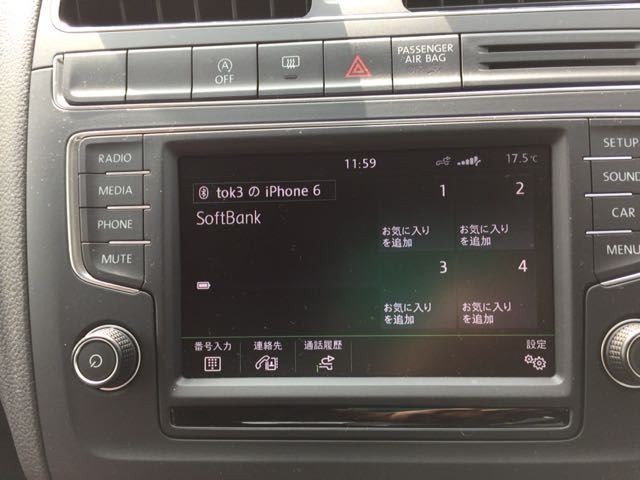 A
OFF
PASSENGER
AIR BAG
RADIO
MEDIA
PHONE
MUTE
SETUP
SOUND
CAR
MENU
11:59
17.5℃
tok3 の iPhone 6
SoftBank
1
2
お気に入り
を追加
お気に入り
を追加
3
4
お気に入り
を追加
お気に入り
を追加
番号入力
連絡先
通話履歴
設定
1